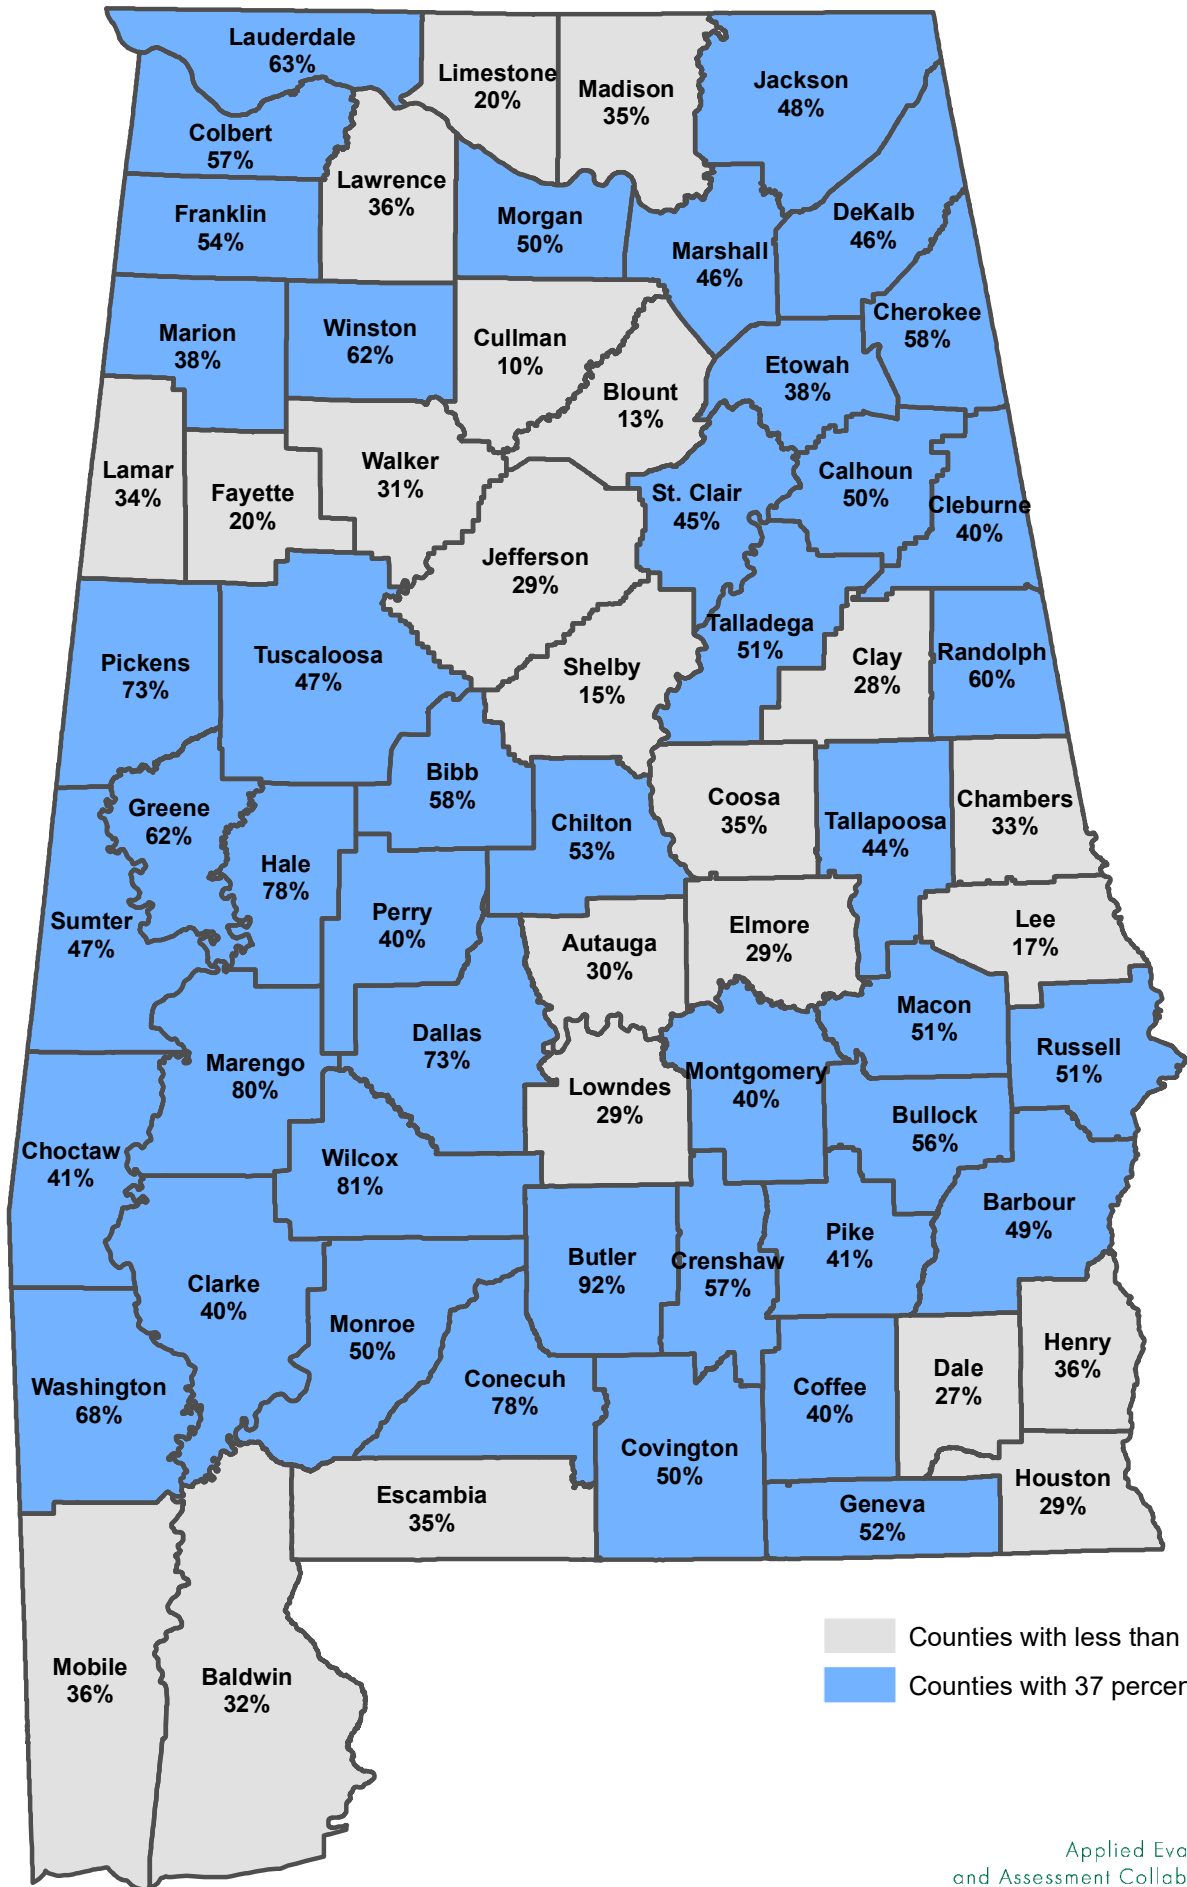 Lauderdale
63%
Limestone
20%
Madison
35%
Jackson
48%
Colbert
57%
Lawrence
36%
Franklin
54%
Morgan
50%
DeKalb
46%
Marshall
46%
Cherokee
58%
Marion
38%
Winston
62%
Cullman
10%
Etowah
38%
Blount
13%
Lamar
34%
Fayette
20%
Walker
31%
St. Clair
45%
Calhoun
50%
Cleburne
40%
Jefferson
29%
Talladega
51%
Pickens
73%
Tuscaloosa
47%
Shelby
15%
Clay
28%
Randolph
60%
Bibb
58%
Greene
62%
Chilton
53%
Coosa
35%
Tallapoosa
44%
Chambers
33%
Hale
78%
Sumter
47%
Perry
40%
Autauga
30%
Elmore
29%
Lee
17%
Macon
51%
Russell
51%
Marengo
80%
Dallas
73%
Lowndes
29%
Montgomery
40%
Bullock
56%
Choctaw
41%
Wilcox
81%
Barbour
49%
Clarke
40%
Butler
92%
Crenshaw
57%
Pike
41%
Monroe
50%
Henry
36%
Washington
68%
Conecuh
78%
Coffee
40%
Dale
27%
Covington
50%
Escambia
35%
Geneva
52%
Houston
29%
Mobile
36%
Baldwin
32%
Counties with less than
Counties with 37 percen
Applied Eva
and Assessment Collab